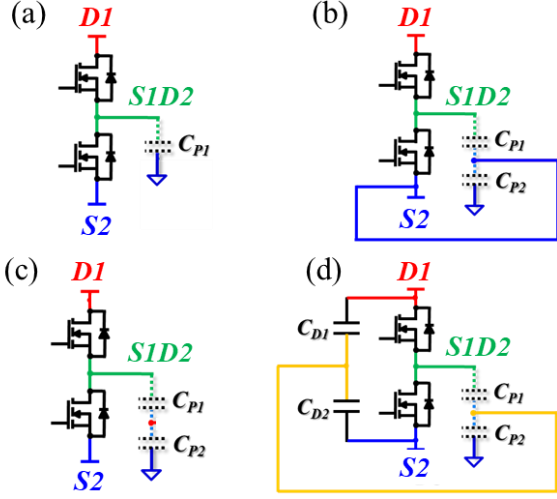 (a)
D1
S1D2
CP1
S2
(b)
D1
S1D2
CP1
CP2
S2
(c)
D1
S1D2
CP1
CP2
S2
(d)
D1
CD1
S1D2
CP1
CD2
CP2
S2